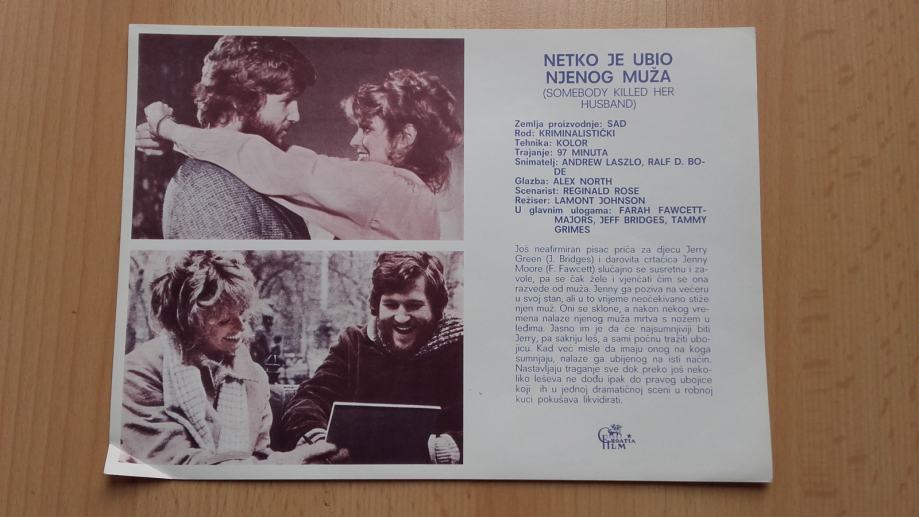 NETKO JE UBIO
NJENOG MUŽA
(SOMEBODY KILLED HER
HUSBAND)
Zemlja proizvodnje: SAD
Rod: KRIMINALISTIČKI
Tehnika: KOLOR
Trajanje: 97 MINUTA
Snimatelj: ANDREW LASZLO, RALF D. BO-
DE
Glazba: ALEX NORTH
Scenarist: REGINALD ROSE
Režiser: LAMONT JOHNSON
U glavnim ulogama: FARAH FAWCETT-
MAJORS, JEFF BRIDGES, TAMMY
GRIMES
Još neafirmiran pisac priča za djecu Jerry
Green (J. Bridges) i darovita crtačica Jenny
Moore (F. Fawcett) slučajno se susretnu i za-
vole, pa se čak žele i vjenčati čim se ona
razvede od muža. Jenny ga poziva na večeru
u svoj stan, ali u to vrijeme neočekivano stiže
njen muž. Oni se sklone, a nakon nekog vre-
mena nalaze njenog muža mrtva s nožem u
leđima. Jasno im je da će najsumnjiviji biti
Jerry, pa sakriju leš, a sami počnu tražiti ubo-
jicu. Kad već misle da imaju onog na koga
sumnjaju, nalaze ga ubijenog na isti način.
Nastavljaju traganje sve dok preko još neko-
liko leševa ne dođu ipak do pravog ubojice
koji ih u jednoj dramatičnoj sceni u robnoj
kući pokušava likvidirati.
CROATIA
FILM